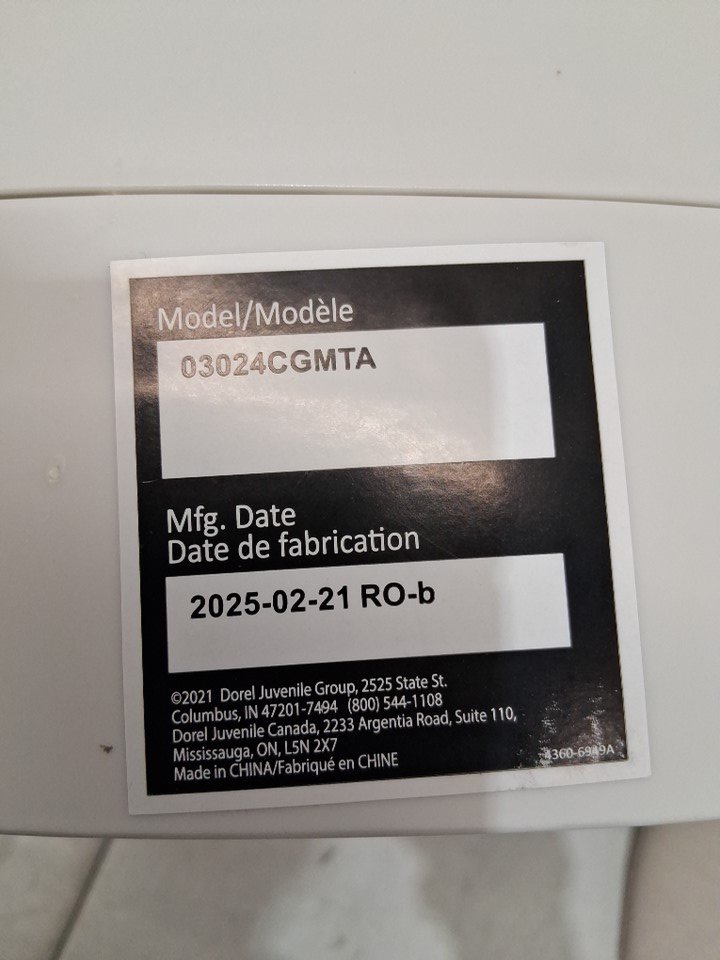 Model/Modèle
03024CGMTA
Mfg. Date
Date de fabrication
2025-02-21 RO-b
©2021 Dorel Juvenile Group, 2525 State St.
Columbus, IN 47201-7494 (800) 544-1108
Dorel Juvenile Canada, 2233 Argentia Road, Suite 110,
Mississauga, ON, L5N 2X7
Made in CHINA/Fabriqué en CHINE
4360-6949A